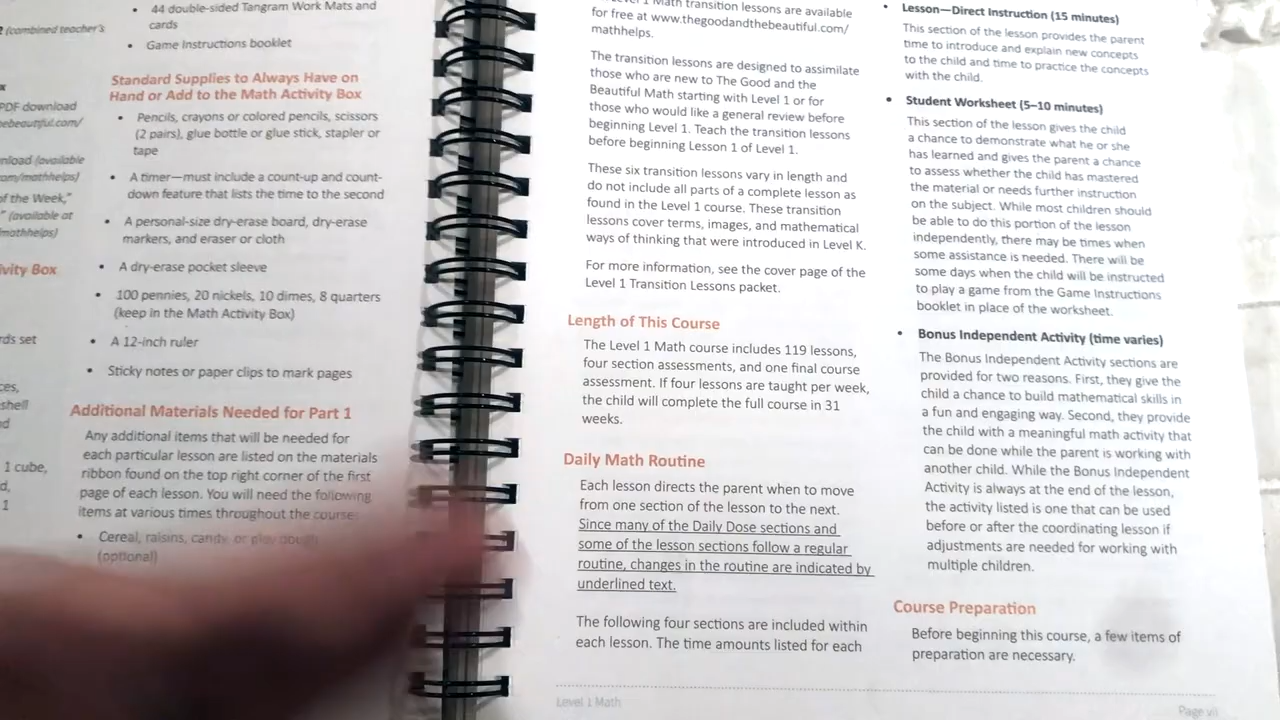 (combined teacher's
PDF download
(available
of the Week,"
(available at
set
1 cube,
1
44 double-sided Tangram Work Mats and
cards
Game Instructions booklet
Standard Supplies to Always Have on
Hand or Add to the Math Activity Box
Pencils, crayons or colored pencils, scissors
(2 pairs), glue bottle or glue stick, stapler or
tape
A timer—must include a count-up and count-
down feature that lists the time to the second
A personal-size dry-erase board, dry-erase
markers, and eraser or cloth
A dry-erase pocket sleeve
100 pennies, 20 nickels, 10 dimes, 8 quarters
(keep in the Math Activity Box)
A 12-inch ruler
Sticky notes or paper clips to mark pages
Additional Materials Needed for Part 1
Any additional items that will be needed for
each particular lesson are listed on the materials
ribbon found on the top right corner of the first
page of each lesson. You will need the following
items at various times throughout the course:
Cereal, raisins, candy, or play dough
(optional)
1 Math transition lessons are available
for free at www.thegoodandthebeautiful.com/
mathhelps.
The transition lessons are designed to assimilate
those who are new to The Good and the
Beautiful Math starting with Level 1 or for
those who would like a general review before
beginning Level 1. Teach the transition lessons
before beginning Lesson 1 of Level 1.
These six transition lessons vary in length and
do not include all parts of a complete lesson as
found in the Level 1 course. These transition
lessons cover terms, images, and mathematical
ways of thinking that were introduced in Level K.
For more information, see the cover page of the
Level 1 Transition Lessons packet.
Length of This Course
The Level 1 Math course includes 119 lessons,
four section assessments, and one final course
assessment. If four lessons are taught per week,
the child will complete the full course in 31
weeks.
Daily Math Routine
Each lesson directs the parent when to move
from one section of the lesson to the next.
Since many of the Daily Dose sections and
some of the lesson sections follow a regular
routine, changes in the routine are indicated by
underlined text.
The following four sections are included within
each lesson. The time amounts listed for each
Level 1 Math
Lesson—Direct Instruction (15 minutes)
This section of the lesson provides the parent
time to introduce and explain new concepts
to the child and time to practice the concepts
with the child.
Student Worksheet (5–10 minutes)
This section of the lesson gives the child
a chance to demonstrate what he or she
has learned and gives the parent a chance
to assess whether the child has mastered
the material or needs further instruction
on the subject. While most children should
be able to do this portion of the lesson
independently, there may be times when
some assistance is needed. There will be
some days when the child will be instructed
to play a game from the Game Instructions
booklet in place of the worksheet.
Bonus Independent Activity (time varies)
The Bonus Independent Activity sections are
provided for two reasons. First, they give the
child a chance to build mathematical skills in
a fun and engaging way. Second, they provide
the child with a meaningful math activity that
can be done while the parent is working with
another child. While the Bonus Independent
Activity is always at the end of the lesson,
the activity listed is one that can be used
before or after the coordinating lesson if
adjustments are needed for working with
multiple children.
Course Preparation
Before beginning this course, a few items of
preparation are necessary.
Page vii